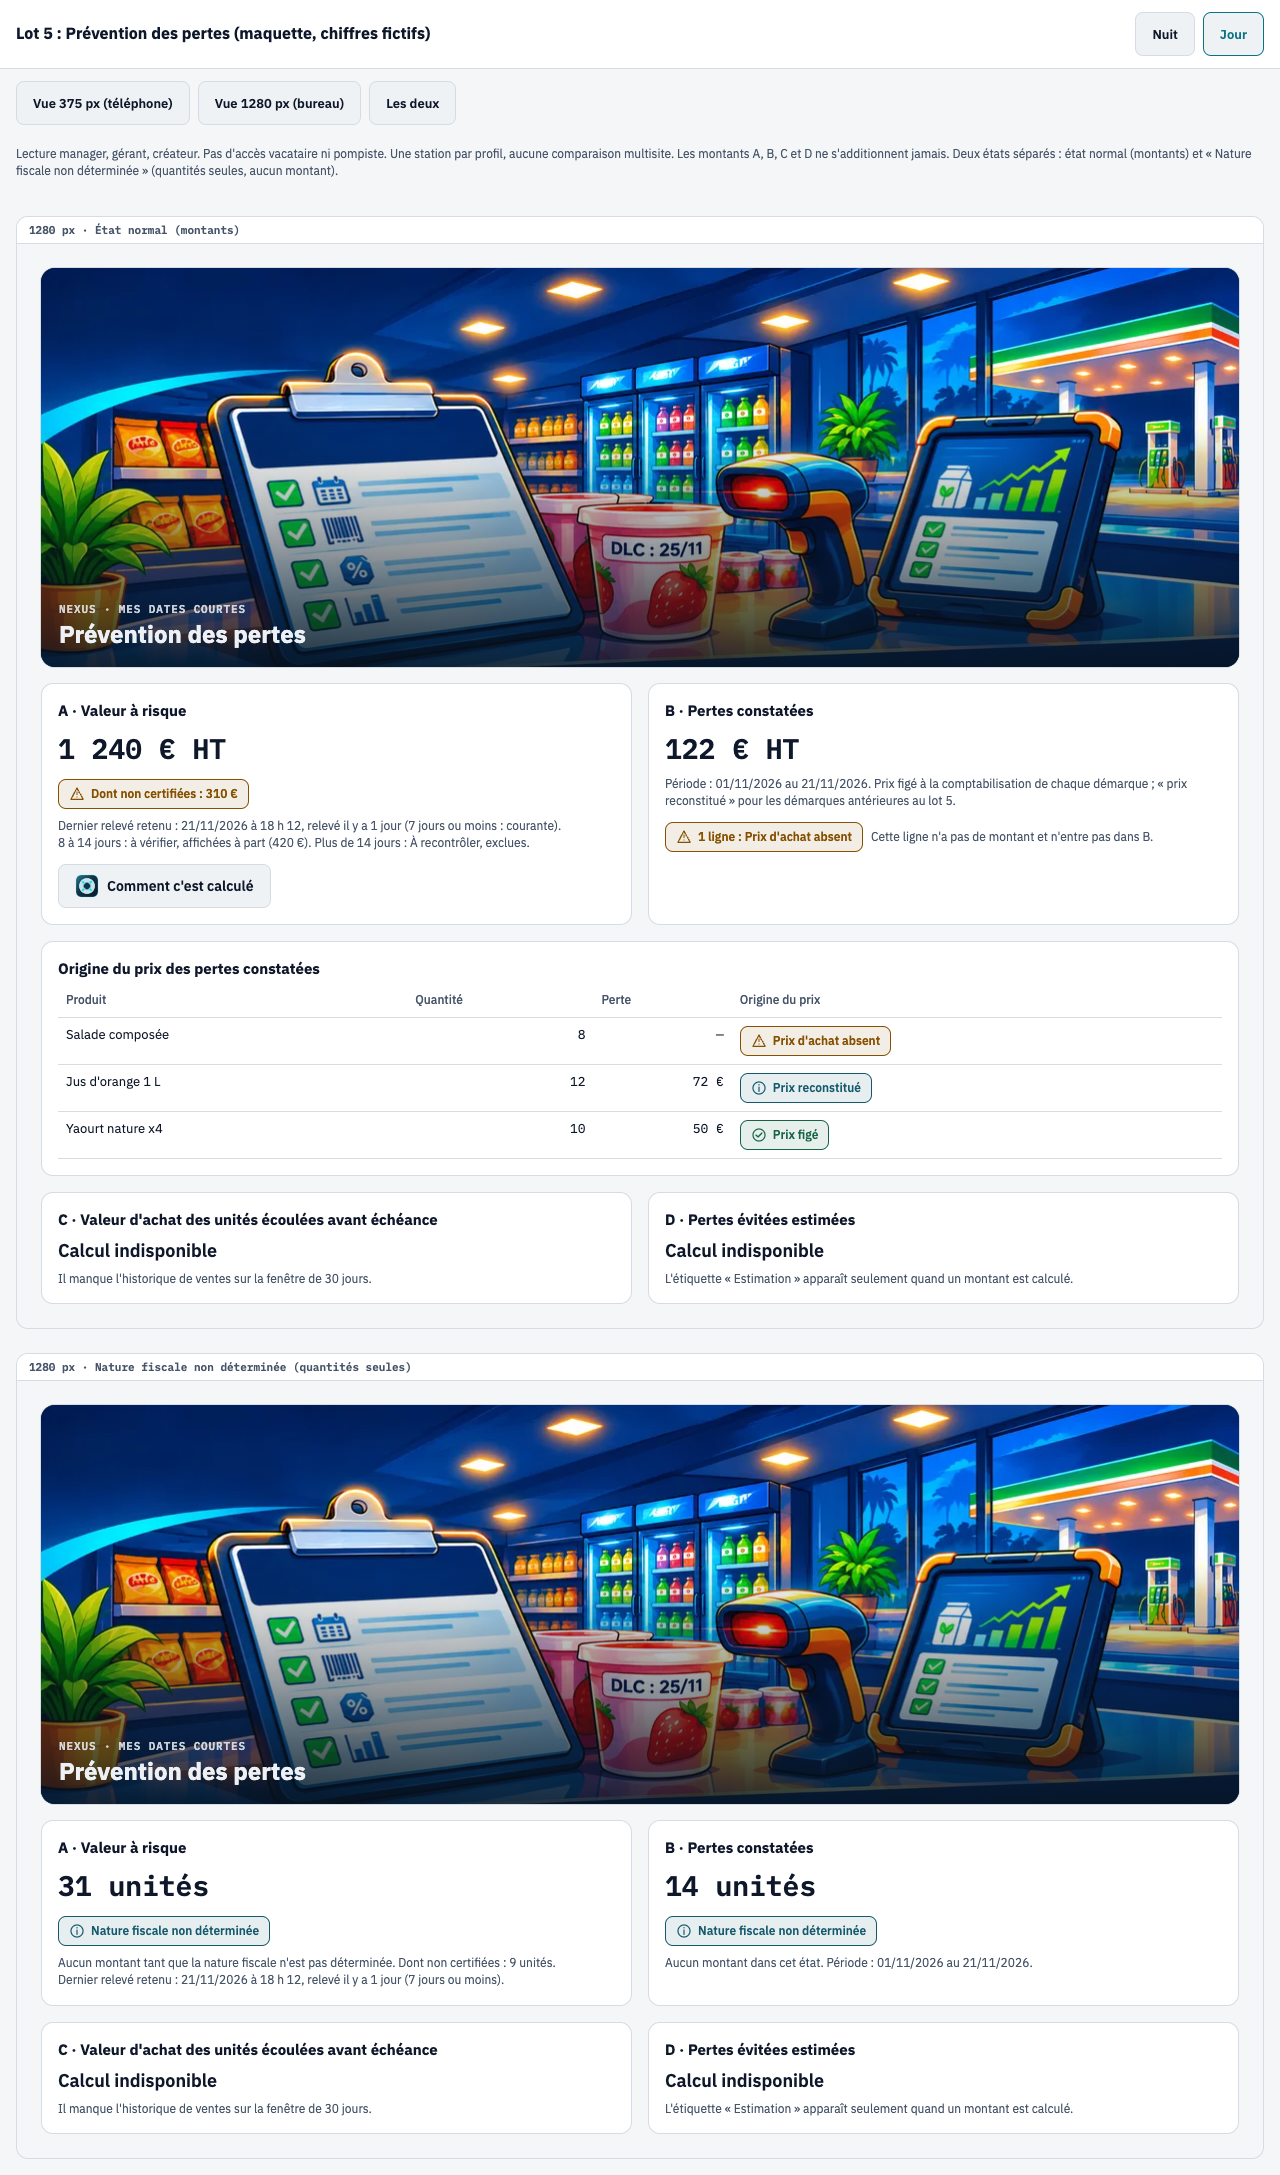 Lot 5 : Prévention des pertes (maquette, chiffres fictifs)
Nuit
Jour
Vue 375 px (téléphone)
Vue 1280 px (bureau)
Les deux
Lecture manager, gérant, créateur. Pas d'accès vacataire ni pompiste. Une station par profil, aucune comparaison multisite. Les montants A, B, C et D ne s'additionnent jamais. Deux états séparés : état normal (montants) et « Nature
fiscale non déterminée » (quantités seules, aucun montant).
1280 px · État normal (montants)
DLC : 25/11
NEXUS · MES DATES COURTES
Prévention des pertes
A · Valeur à risque
1 240 € HT
Dont non certifiées : 310 €
Dernier relevé retenu : 21/11/2026 à 18 h 12, relevé il y a 1 jour (7 jours ou moins : courante).
8 à 14 jours : à vérifier, affichées à part (420 €). Plus de 14 jours : À recontrôler, exclues.
Comment c'est calculé
B · Pertes constatées
122 € HT
Période : 01/11/2026 au 21/11/2026. Prix figé à la comptabilisation de chaque démarque ; « prix
reconstitué » pour les démarques antérieures au lot 5.
1 ligne : Prix d'achat absent
Cette ligne n'a pas de montant et n'entre pas dans B.
Origine du prix des pertes constatées
Produit Quantité Perte Origine du prix
Salade composée 8 — Prix d'achat absent
Jus d'orange 1 L 12 72 € Prix reconstitué
Yaourt nature x4 10 50 € Prix figé
C · Valeur d'achat des unités écoulées avant échéance
Calcul indisponible
Il manque l'historique de ventes sur la fenêtre de 30 jours.
D · Pertes évitées estimées
Calcul indisponible
L'étiquette « Estimation » apparaît seulement quand un montant est calculé.
1280 px · Nature fiscale non déterminée (quantités seules)
DLC : 25/11
NEXUS · MES DATES COURTES
Prévention des pertes
A · Valeur à risque
31 unités
Nature fiscale non déterminée
Aucun montant tant que la nature fiscale n'est pas déterminée. Dont non certifiées : 9 unités.
Dernier relevé retenu : 21/11/2026 à 18 h 12, relevé il y a 1 jour (7 jours ou moins).
B · Pertes constatées
14 unités
Nature fiscale non déterminée
Aucun montant dans cet état. Période : 01/11/2026 au 21/11/2026.
C · Valeur d'achat des unités écoulées avant échéance
Calcul indisponible
Il manque l'historique de ventes sur la fenêtre de 30 jours.
D · Pertes évitées estimées
Calcul indisponible
L'étiquette « Estimation » apparaît seulement quand un montant est calculé.